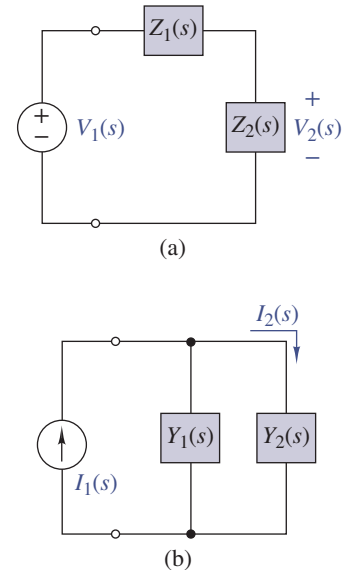 Z₁(s)
+
−
V₁(s)
Z₂(s)
+
V₂(s)
−
(a)
I₂(s)
Y₁(s)
Y₂(s)
I₁(s)
(b)